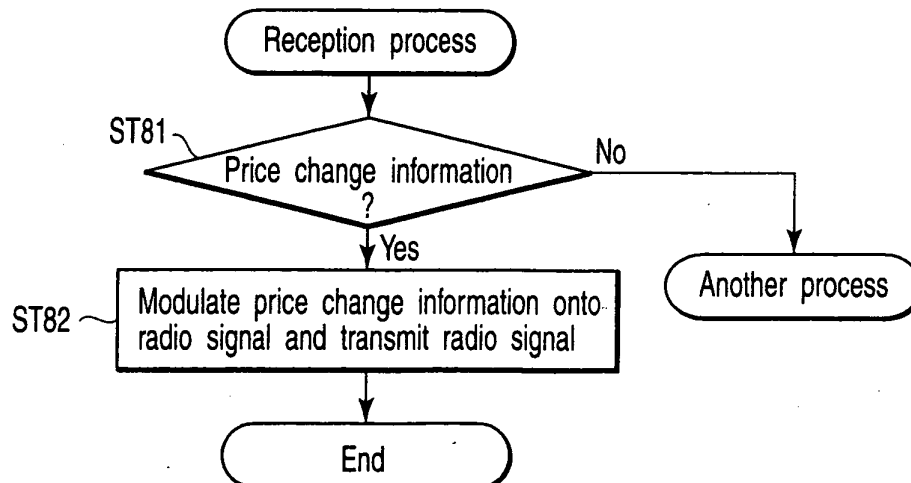 Reception process
ST81
Price change information
?
No
Yes
Another process
ST82
Modulate price change information onto
radio signal and transmit radio signal
End